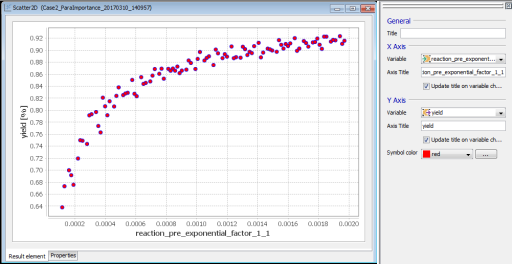 Scatter2D (Case2_ParaImportance_20170310_140957)
0.92
0.90
0.88
0.86
0.84
0.82
0.80
0.78
0.76
0.74
0.72
0.70
0.68
0.66
0.64
yield [%]
0.0002 0.0004 0.0006 0.0008 0.0010 0.0012 0.0014 0.0016 0.0018 0.0020
reaction_pre_exponential_factor_1_1
Result element Properties
General
Title
X Axis
Variable reaction_pre_exponent...
Axis Title ion_pre_exponential_factor_1_1
Update title on variable ch...
Y Axis
Variable yield
Axis Title yield
Update title on variable ch...
Symbol color red ...